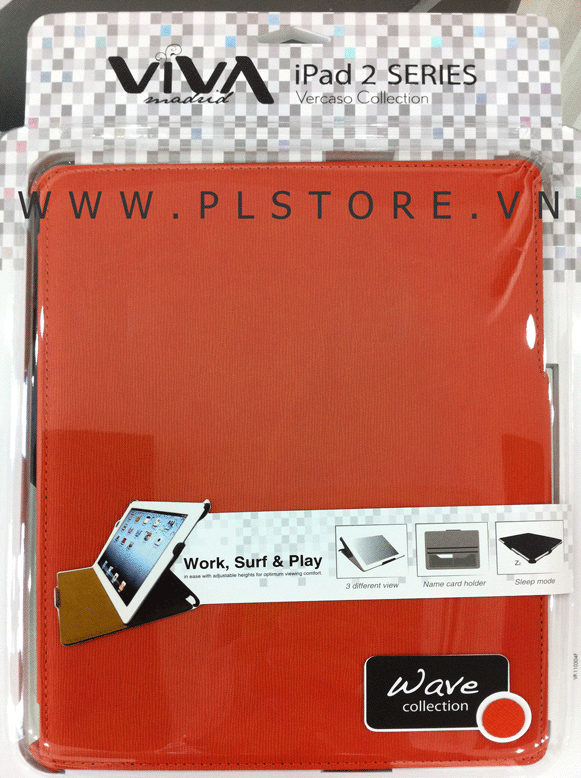 VIVA
madrid
iPad 2 SERIES
Vercaso Collection
WWW.PLSTORE.VN
Work, Surf & Play
in ease with adjustable heights for optimum viewing comfort.
3 different view
Name card holder
Sleep mode
Wave
collection